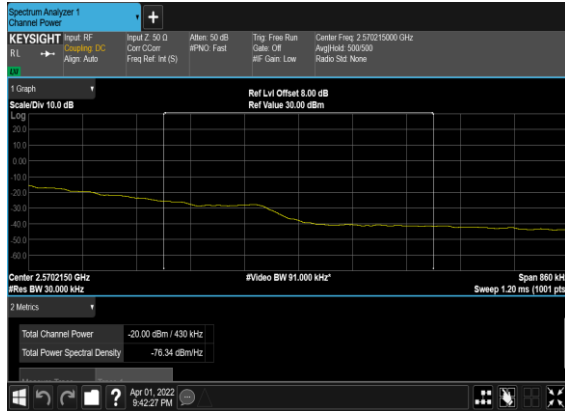 Spectrum Analyzer 1
Channel Power
+
KEYSIGHT
R L
Input: RF
Coupling: DC
Align: Auto
Input Z: 50 Ω
Corr CCorr
Freq Ref: Int (S)
Atten: 50 dB
#PNO: Fast
Trig: Free Run
Gate: Off
#IF Gain: Low
Center Freq: 2.570215000 GHz
Avg|Hold: 500/500
Radio Std: None
1 Graph
Scale/Div 10.0 dB
Ref Lvl Offset 8.00 dB
Ref Value 30.00 dBm
Log
20.0
10.0
0.00
-10.0
-20.0
-30.0
-40.0
-50.0
-60.0
Center 2.5702150 GHz
#Res BW 30.000 kHz
#Video BW 91.000 kHz*
Span 860 kH
Sweep 1.20 ms (1001 pts
2 Metrics
Total Channel Power -20.00 dBm / 430 kHz
Total Power Spectral Density -76.34 dBm/Hz
?
Apr 01, 2022
9:42:27 PM